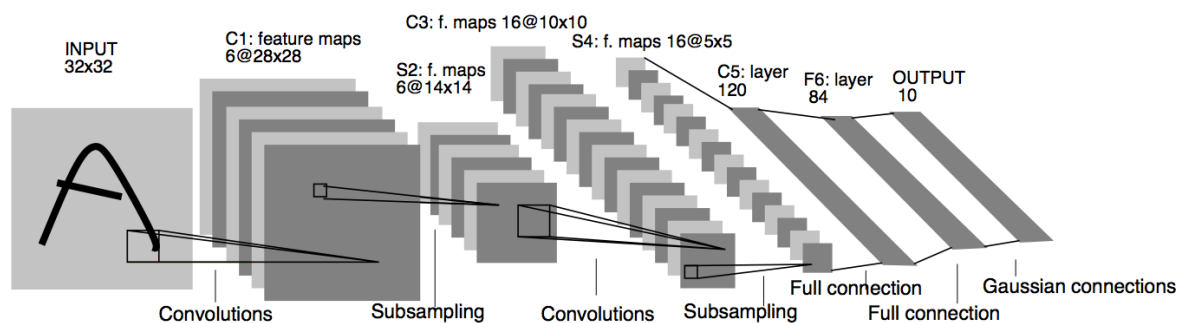 INPUT
32x32
C1: feature maps
6@28x28
S2: f. maps
6@14x14
C3: f. maps 16@10x10
S4: f. maps 16@5x5
C5: layer
120
F6: layer
84
OUTPUT
10
Convolutions
Subsampling
Convolutions
Subsampling
Full connection
Full connection
Gaussian connections